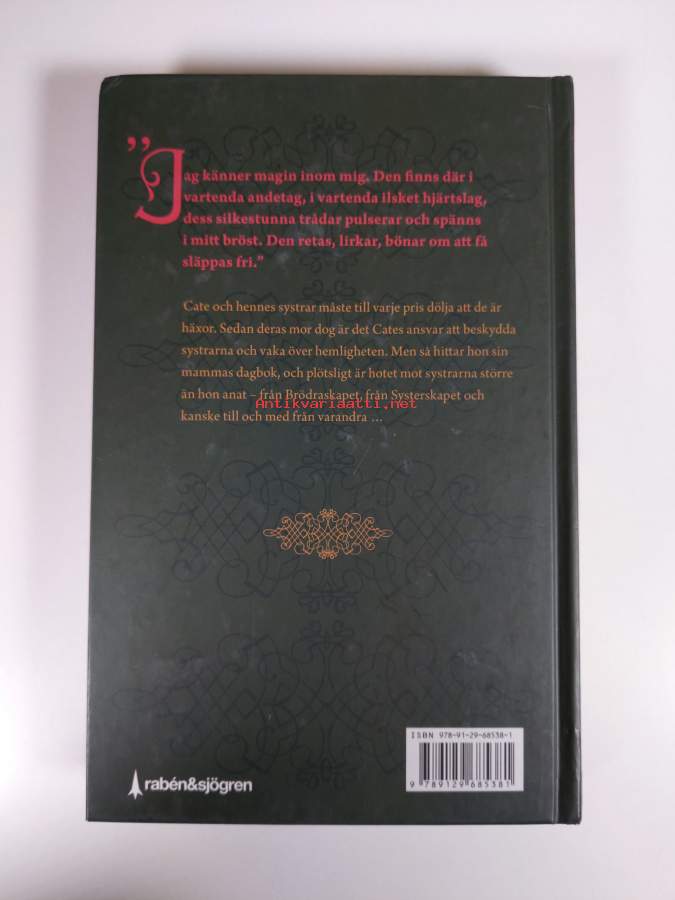 ”Jag känner magin inom mig. Den finns där i
vartenda andetag, i vartenda ilsket hjärtslag,
dess silkestunna trådar pulserar och spänns
i mitt bröst. Den retas, lirkar, bönar om att få
släppas fri.”
Cate och hennes systrar måste till varje pris dölja att de är
häxor. Sedan deras mor dog är det Cates ansvar att beskydda
systrarna och vaka över hemligheten. Men så hittar hon sin
mammas dagbok, och plötsligt är hotet mot systrarna större
än hon anat – från Brödraskapet, från Systerskapet och
Antikvariaatti.net
kanske till och med från varandra …
ISBN 978-91-29-68538-1
9 789129 685381
rabén&sjögren